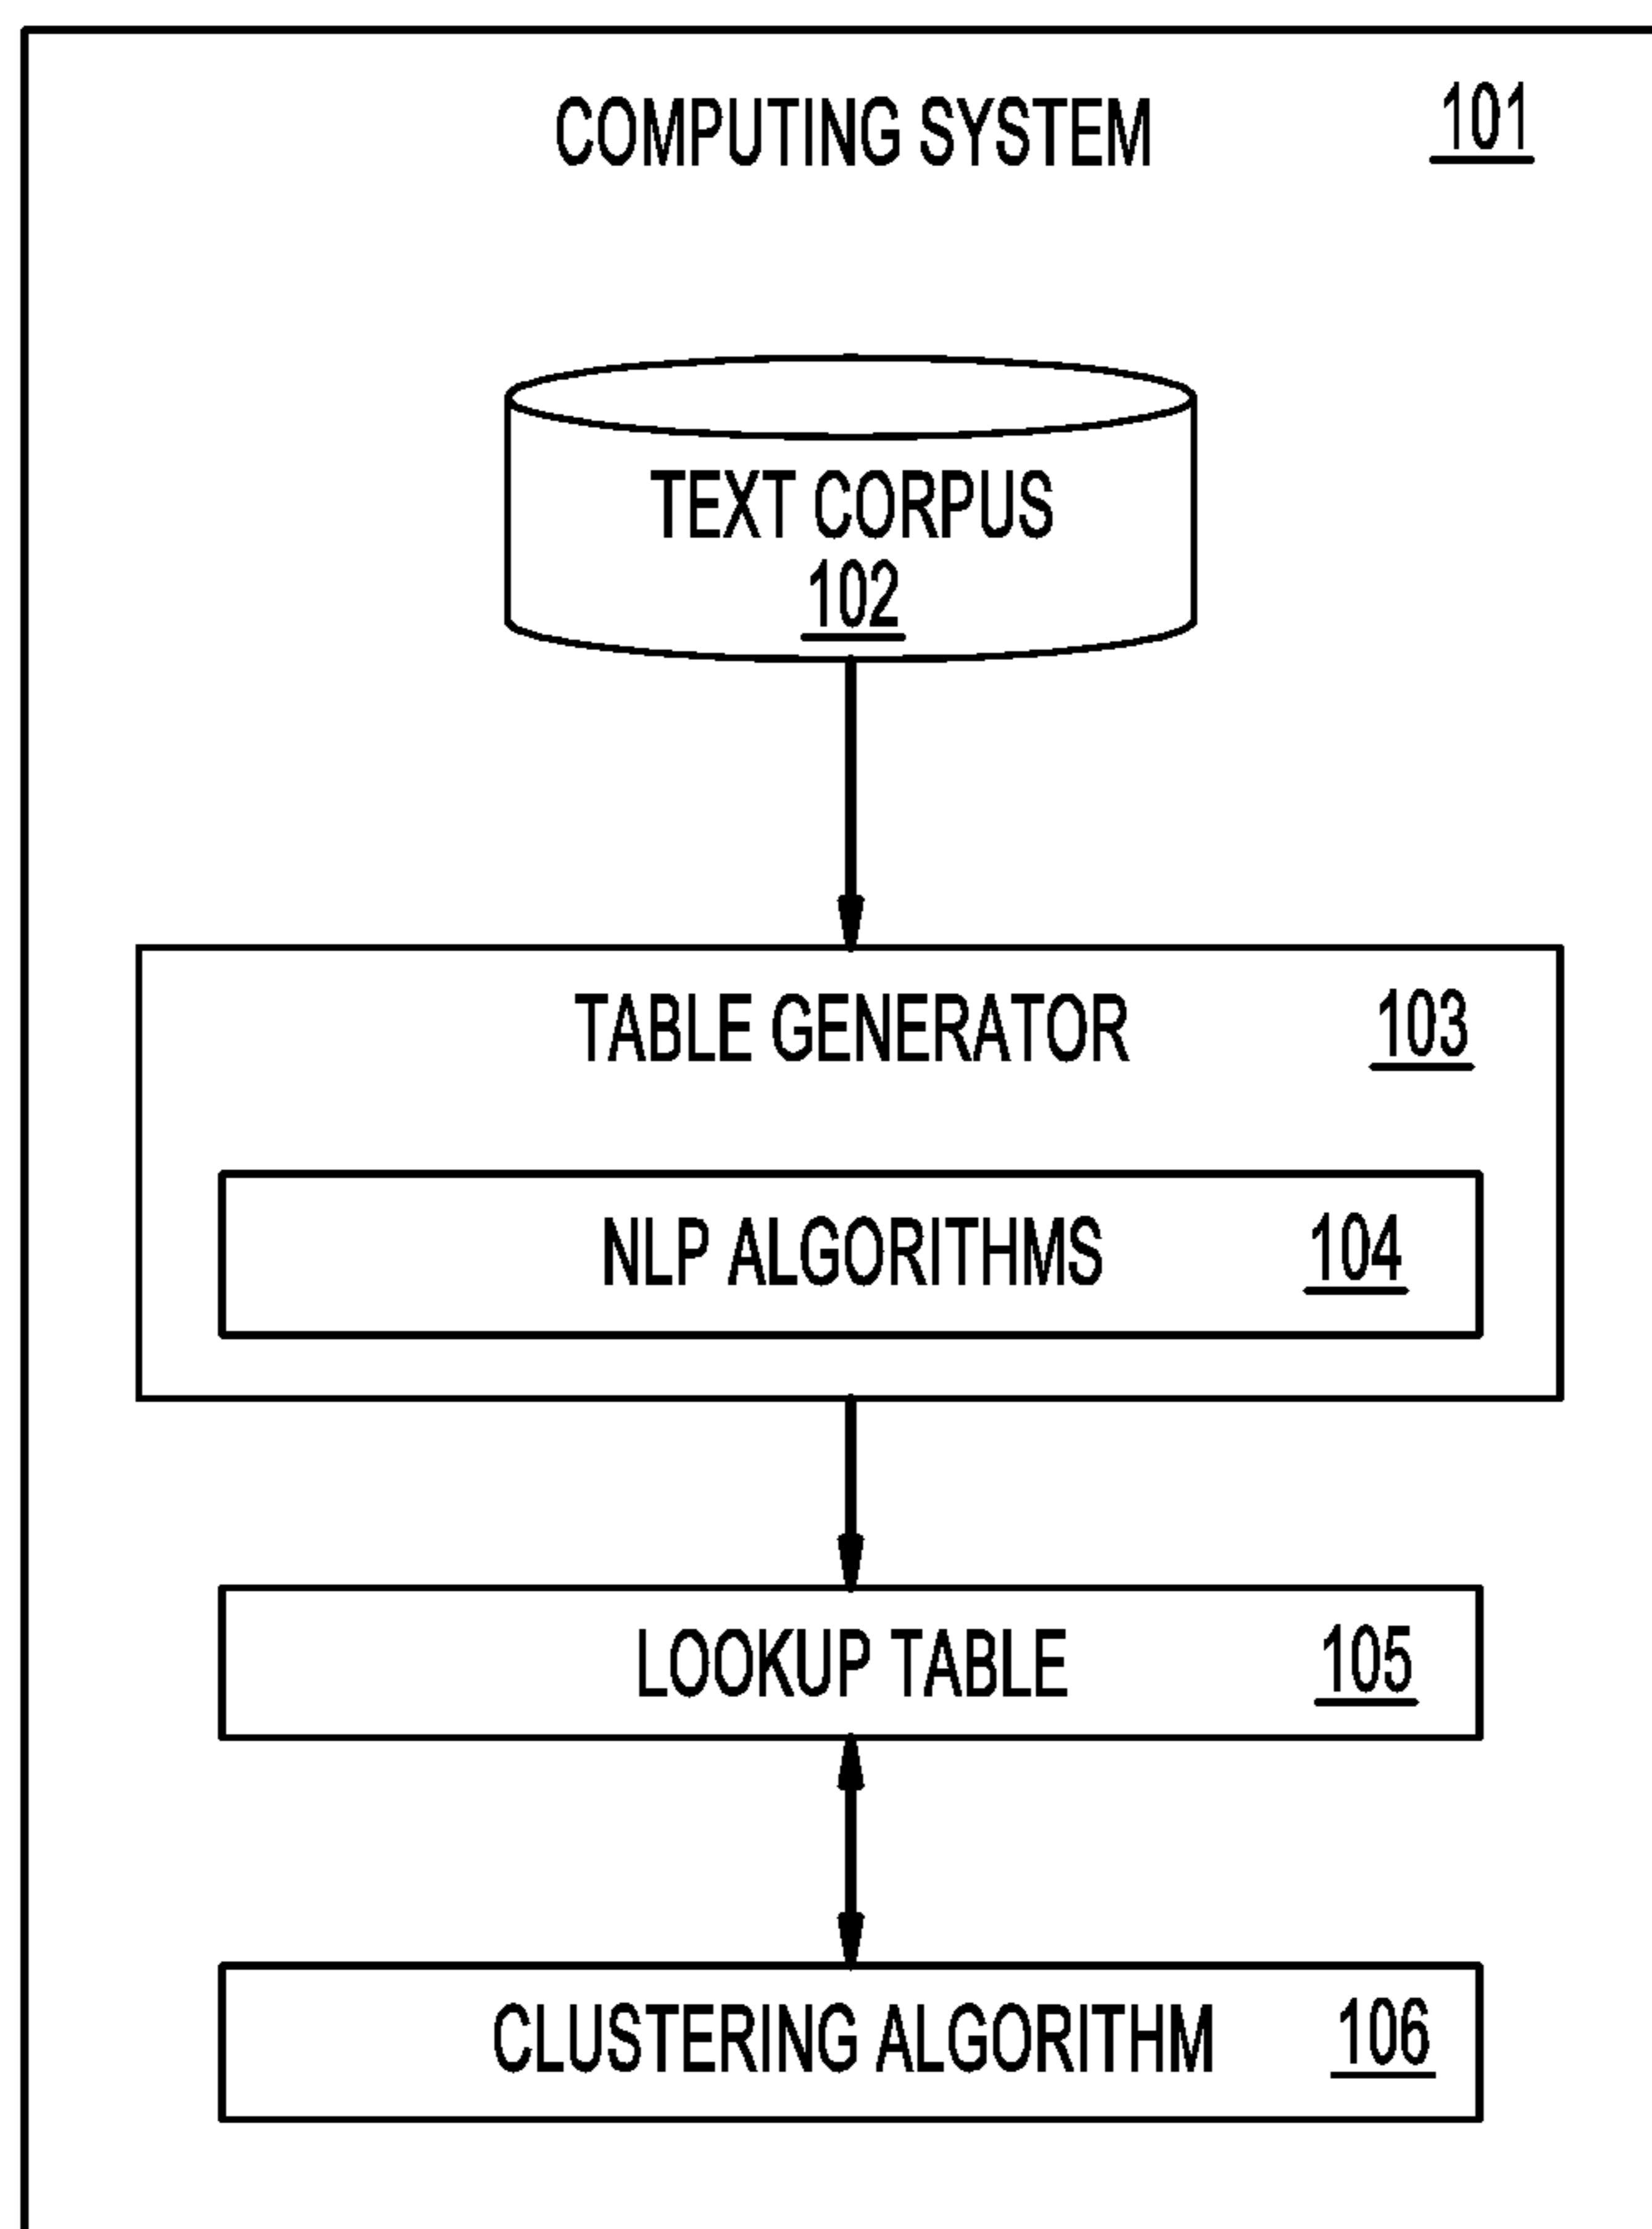 COMPUTING SYSTEM 101
TEXT CORPUS
102
TABLE GENERATOR 103
NLP ALGORITHMS 104
LOOKUP TABLE 105
CLUSTERING ALGORITHM 106